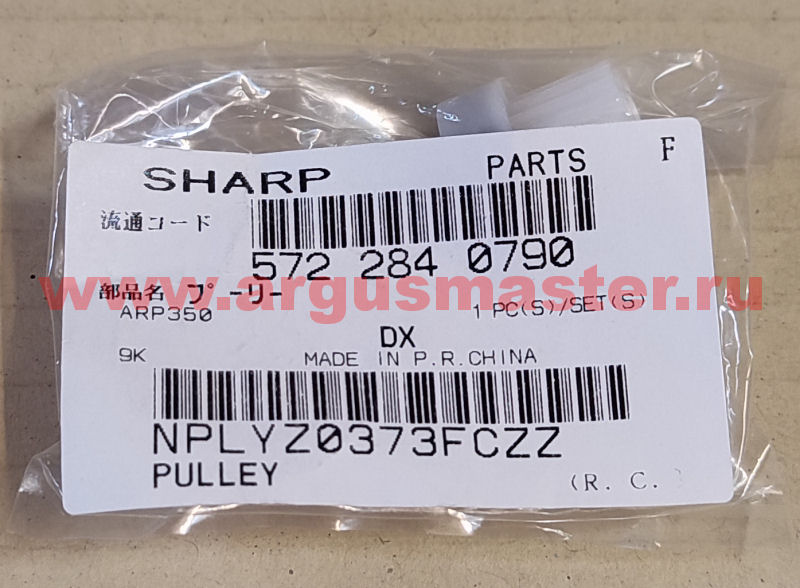 SHARP PARTS F
流通コード
572 284 0790
www.argusmaster.ru
部品名 プーリー
ARP350 1 PC(S)/SET(S)
DX
9K MADE IN P.R.CHINA
NPLYZ0373FCZZ
PULLEY (R. C. )